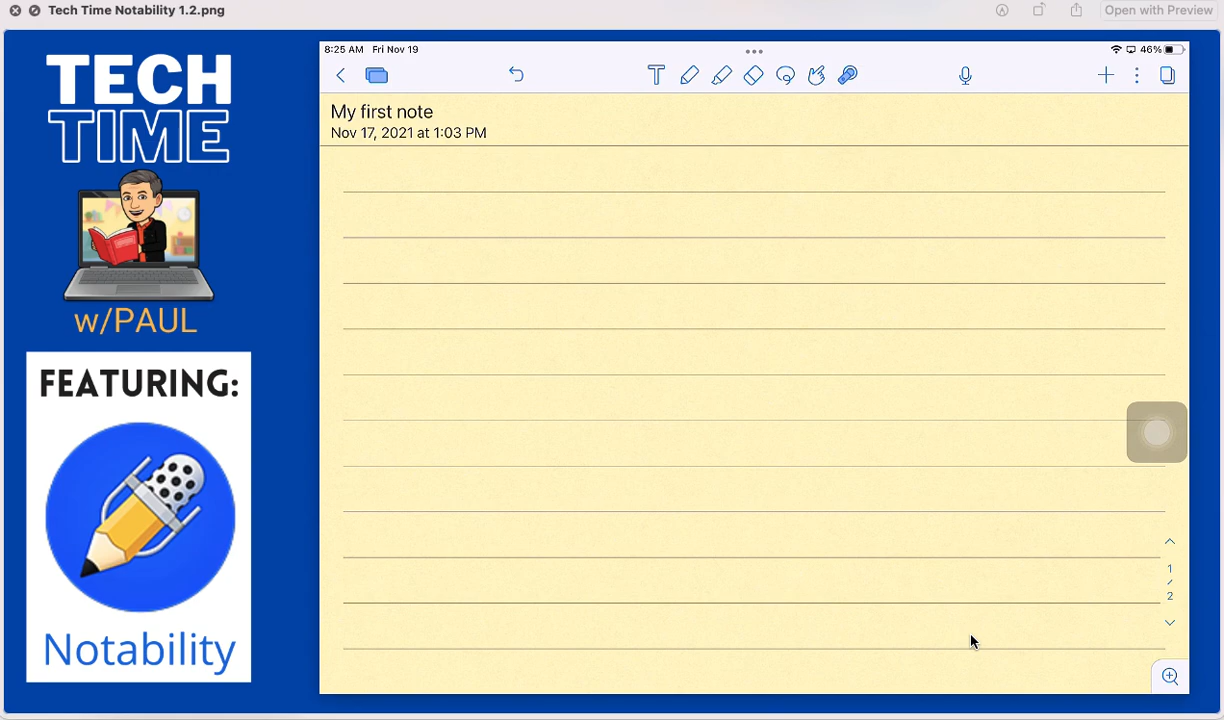 Tech Time Notability 1.2.png
Open with Preview
TECH
TIME
w/PAUL
FEATURING:
Notability
8:25 AM Fri Nov 19
46%
T
My first note
Nov 17, 2021 at 1:03 PM
1
/
2